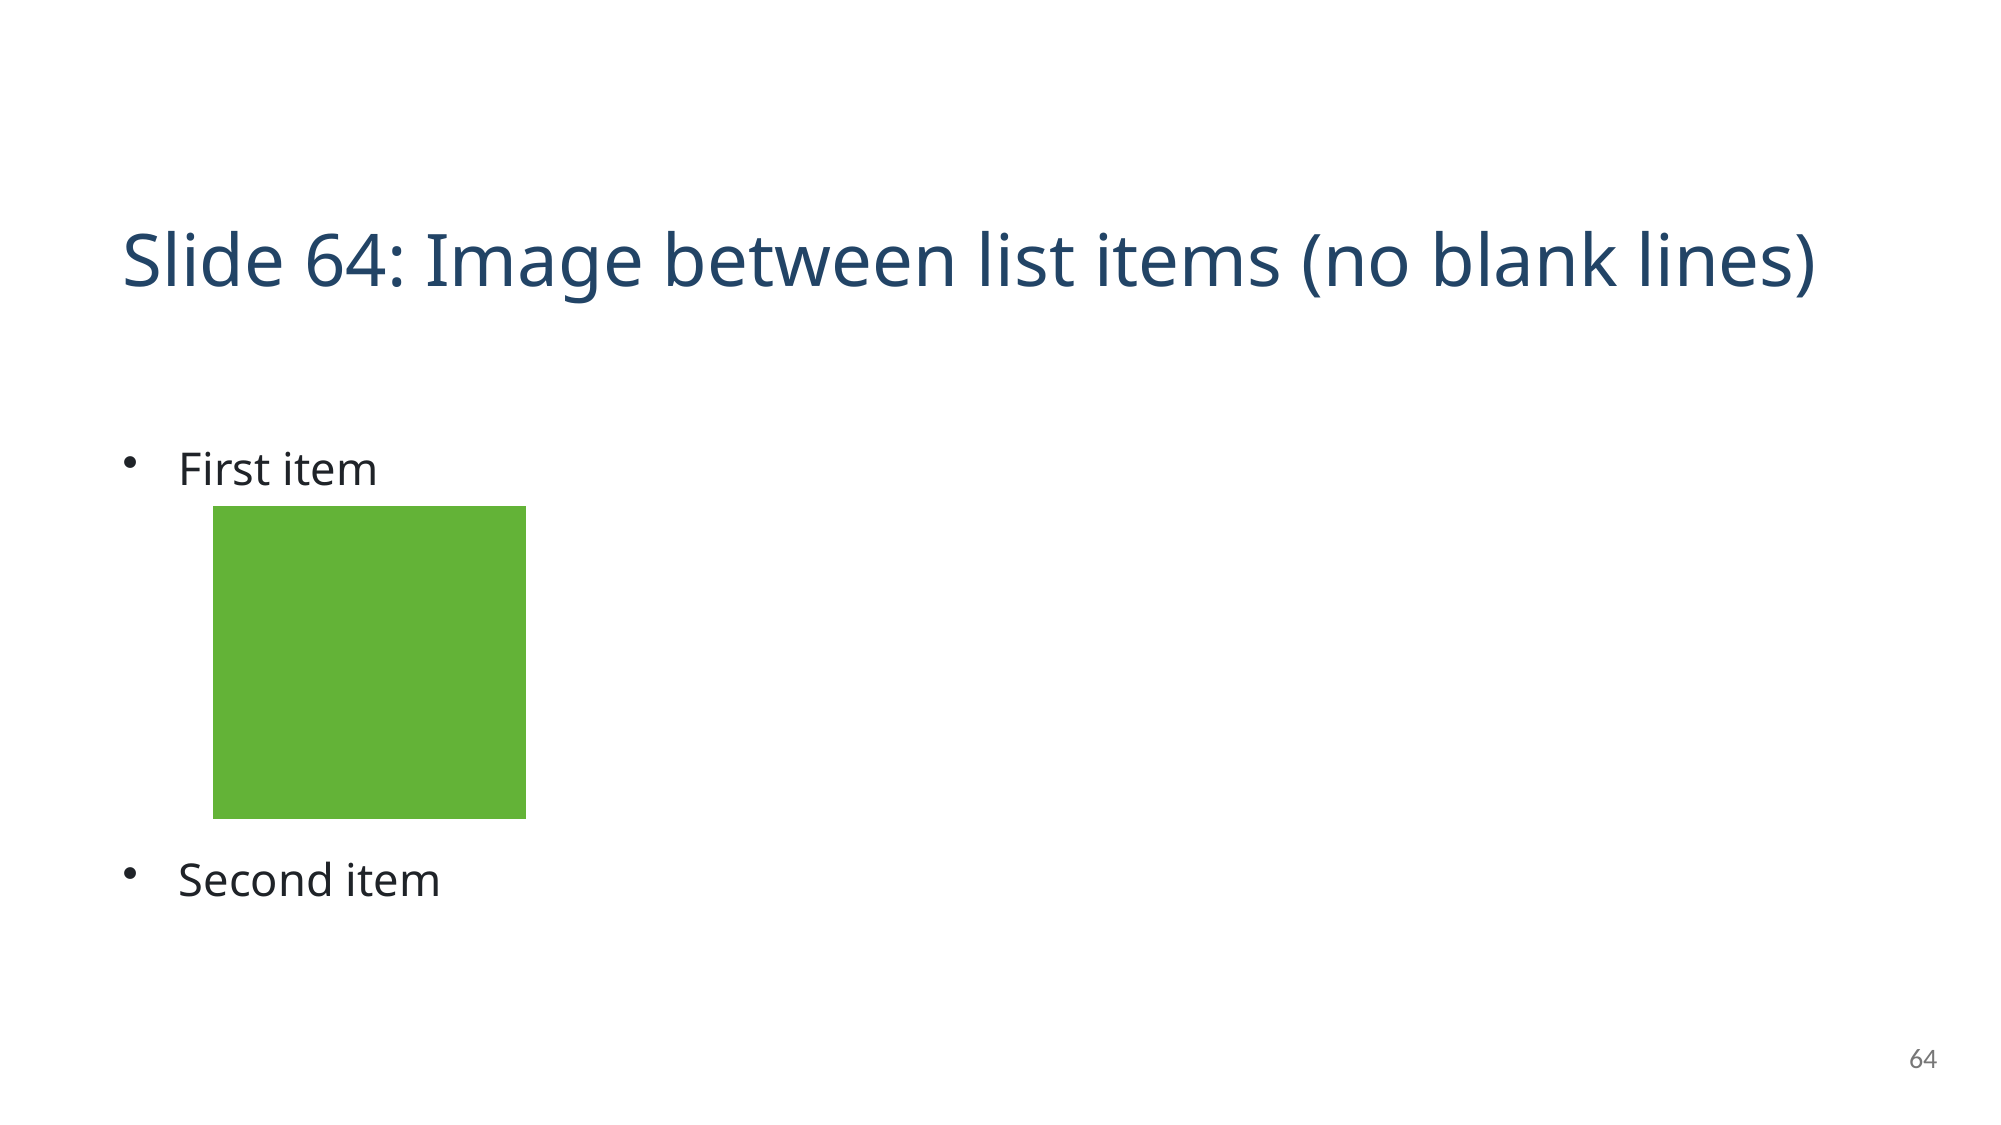 Slide 64: Image between list items (no blank lines)
• First item
• Second item
64